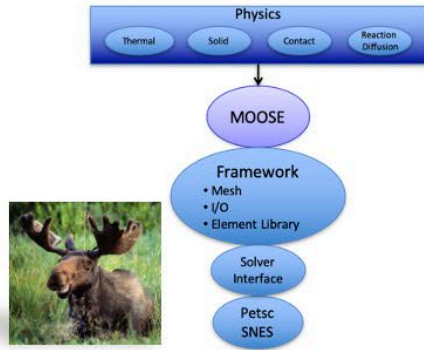 Physics
Thermal
Solid
Contact
Reaction
Diffusion
MOOSE
Framework
• Mesh
• I/O
• Element Library
Solver
Interface
Petsc
SNES